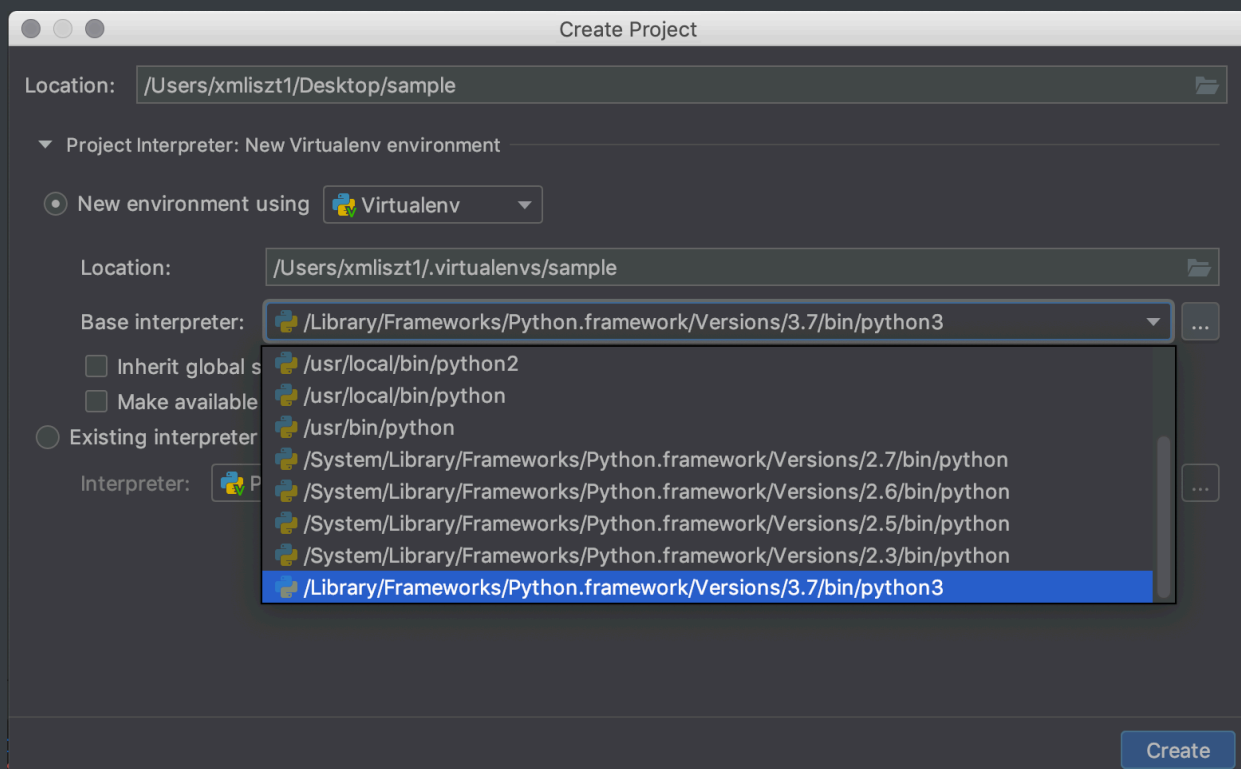 Create Project
Location: /Users/xmliszt1/Desktop/sample
Project Interpreter: New Virtualenv environment
New environment using Virtualenv
Location: /Users/xmliszt1/.virtualenvs/sample
Base interpreter: /Library/Frameworks/Python.framework/Versions/3.7/bin/python3 ...
Inherit global s /usr/local/bin/python2
/usr/local/bin/python
Make available
/usr/bin/python
Existing interpreter
/System/Library/Frameworks/Python.framework/Versions/2.7/bin/python
Interpreter: P ...
/System/Library/Frameworks/Python.framework/Versions/2.6/bin/python
/System/Library/Frameworks/Python.framework/Versions/2.5/bin/python
/System/Library/Frameworks/Python.framework/Versions/2.3/bin/python
/Library/Frameworks/Python.framework/Versions/3.7/bin/python3
Create